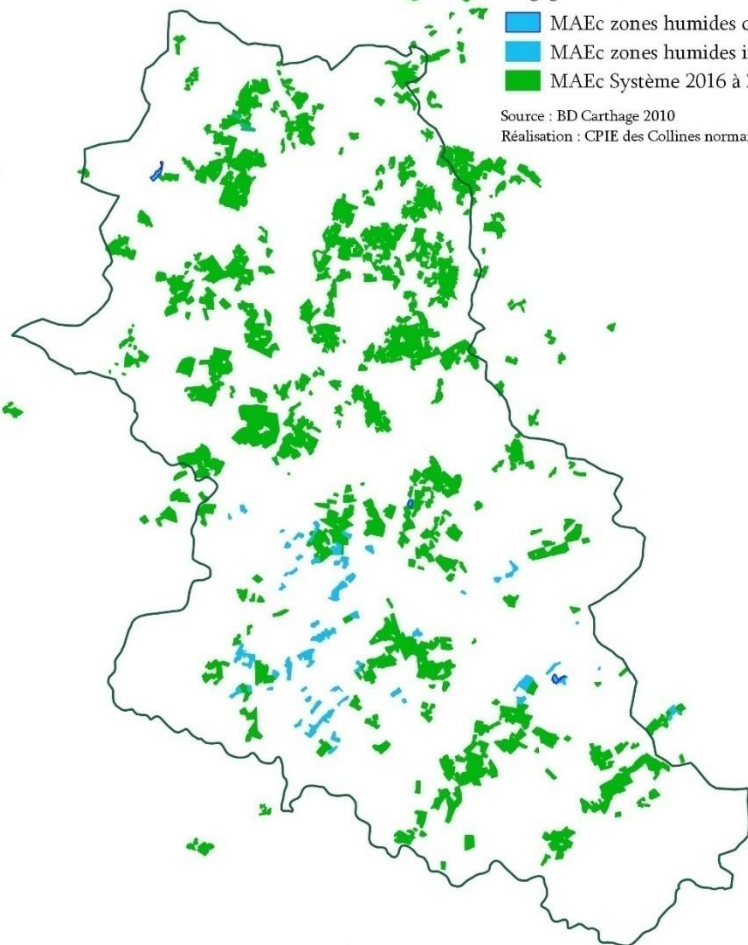 MAEc zones humides
MAEc zones humides
MAEc Système 2016 à
Source : BD Carthage 2010
Réalisation : CPIE des Collines